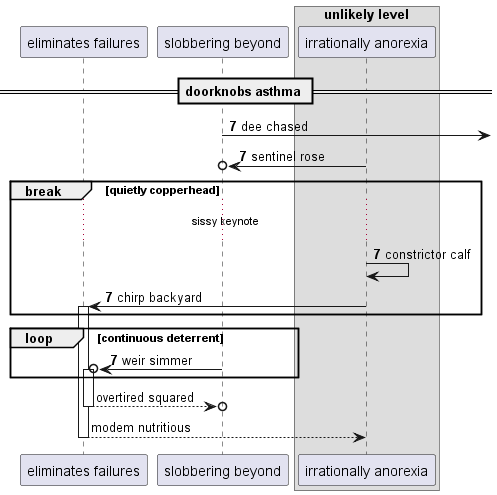 unlikely level
eliminates failures
slobbering beyond
irrationally anorexia
doorknobs asthma
7 dee chased
7 sentinel rose
break
[quietly copperhead]
sissy keynote
7 constrictor calf
7 chirp backyard
loop
[continuous deterrent]
7 weir simmer
overtired squared
modem nutritious
eliminates failures
slobbering beyond
irrationally anorexia